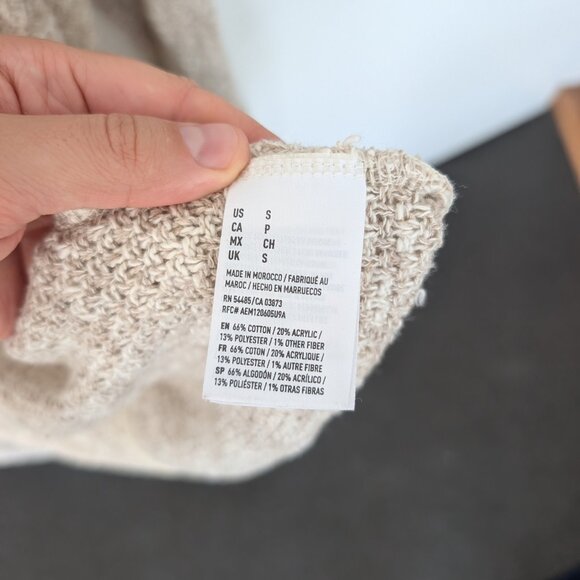 US S
CA P
MX CH
UK S
MADE IN MOROCCO / FABRIQUÉ AU
MAROC / HECHO EN MARRUECOS
RN 54485/CA 03873
RFC# AEM120605U9A
EN 66% COTTON / 20% ACRYLIC /
13% POLYESTER / 1% OTHER FIBER
FR 66% COTON / 20% ACRYLIQUE /
13% POLYESTER / 1% AUTRE FIBRE
SP 66% ALGODÓN / 20% ACRÍLICO /
13% POLIÉSTER / 1% OTRAS FIBRAS